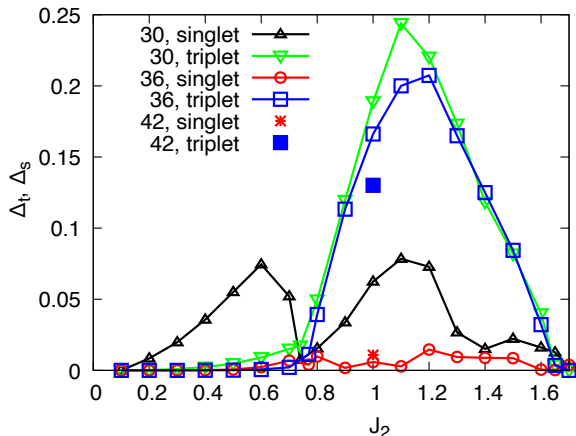 30, singlet
30, triplet
36, singlet
36, triplet
42, singlet
42, triplet
Δt, Δs
0.25
0.2
0.15
0.1
0.05
0
0 0.2 0.4 0.6 0.8 1 1.2 1.4 1.6
J2